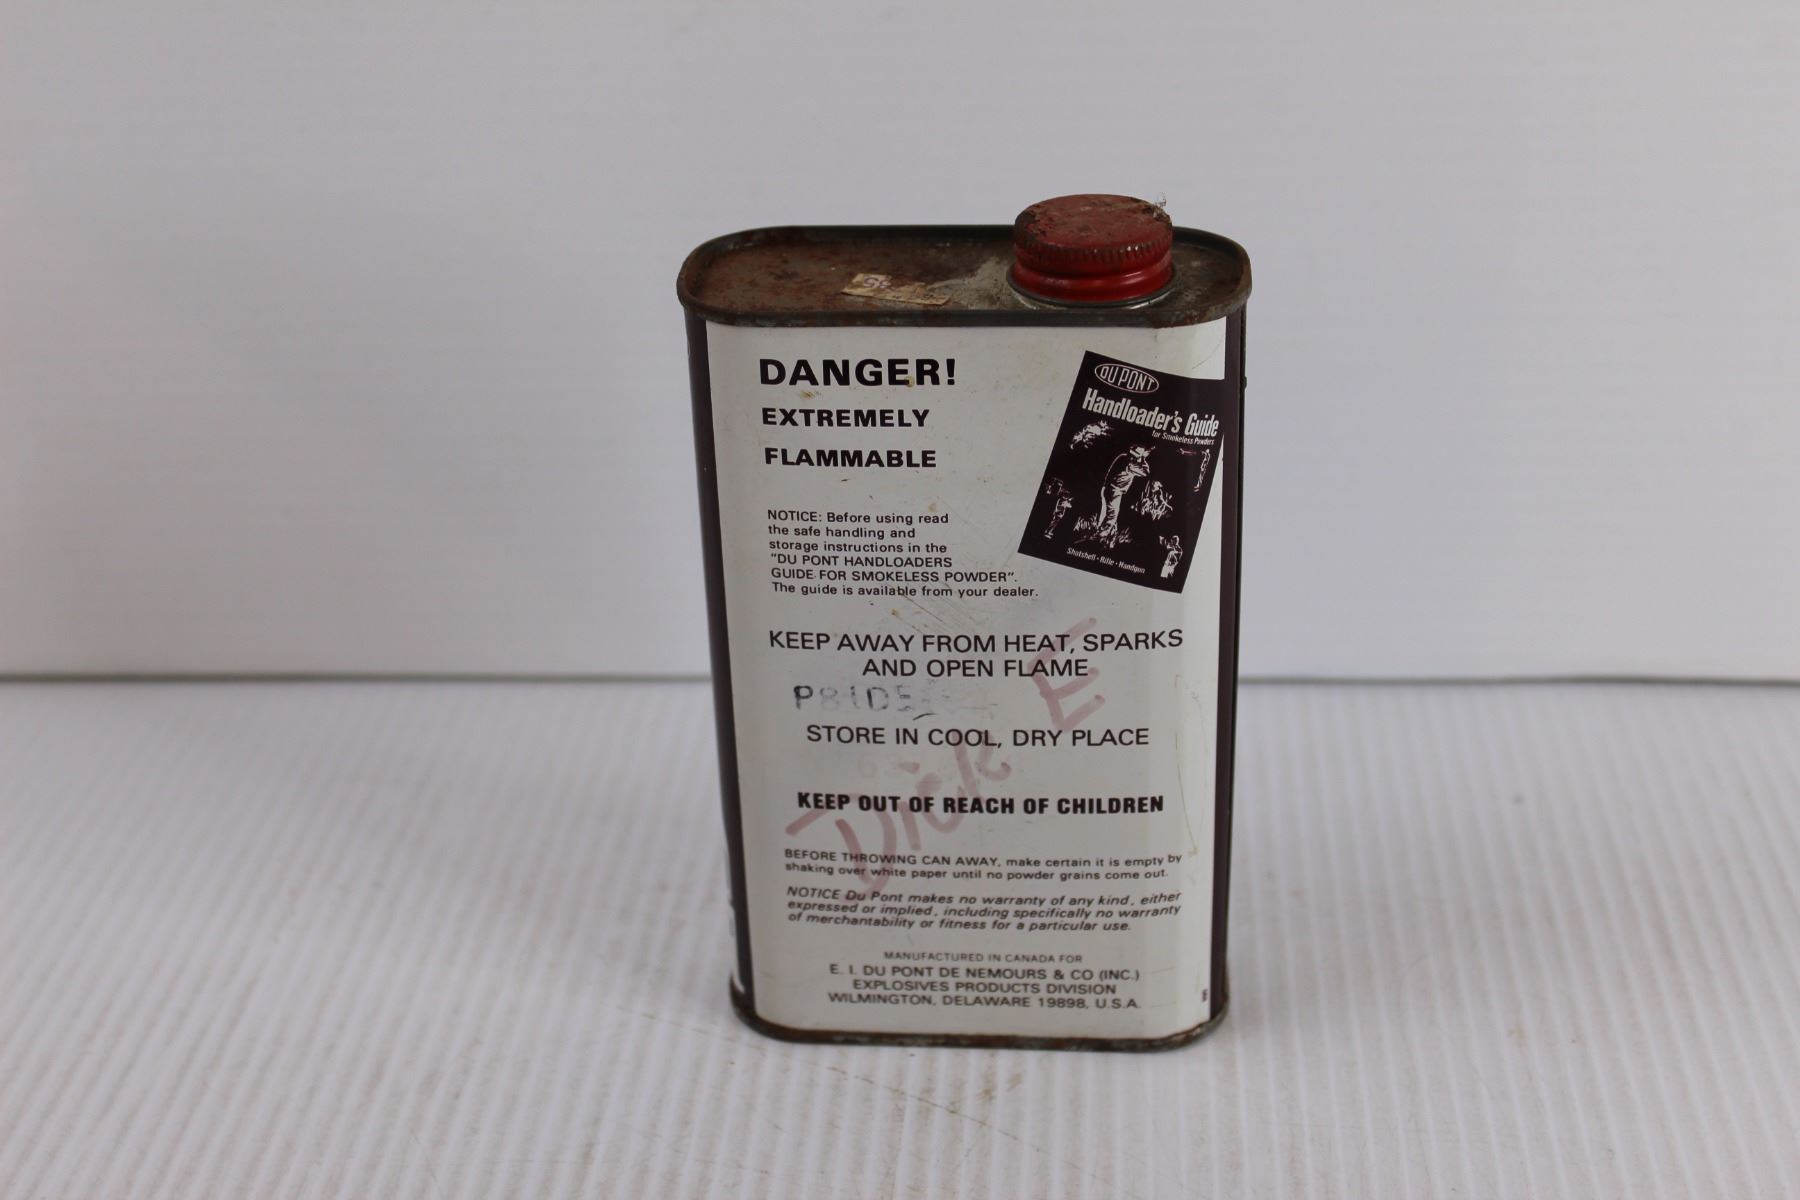 DANGER!
EXTREMELY
FLAMMABLE
DU PONT
Handloader's Guide
for Smokeless Powders
Shotshell • Rifle • Handgun
NOTICE: Before using read
the safe handling and
storage instructions in the
"DU PONT HANDLOADERS
GUIDE FOR SMOKELESS POWDER".
The guide is available from your dealer.
KEEP AWAY FROM HEAT, SPARKS
AND OPEN FLAME
STORE IN COOL, DRY PLACE
Dick E
KEEP OUT OF REACH OF CHILDREN
BEFORE THROWING CAN AWAY, make certain it is empty by
shaking over white paper until no powder grains come out.
NOTICE Du Pont makes no warranty of any kind, either
expressed or implied, including specifically no warranty
of merchantability or fitness for a particular use.
MANUFACTURED IN CANADA FOR
E. I. DU PONT DE NEMOURS & CO (INC.)
EXPLOSIVES PRODUCTS DIVISION
WILMINGTON, DELAWARE 19898, U.S.A.